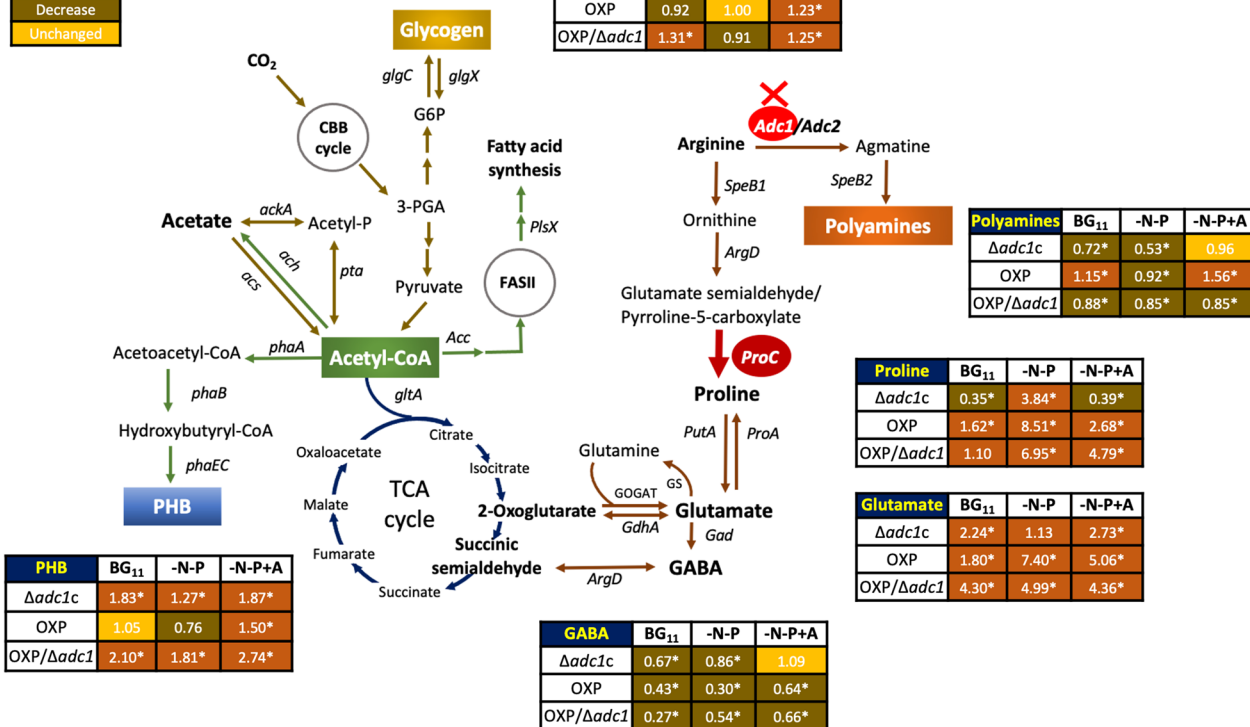 Decrease
Unchanged
OXP 0.92 1.00 1.23*
OXP/Δadc1 1.31* 0.91 1.25*
Glycogen
CO2
glgC
glgX
G6P
CBB
cycle
3-PGA
Fatty acid
synthesis
PlsX
FASII
Acetate
ackA
Acetyl-P
ach
acs
pta
Pyruvate
Acetyl-CoA
Acc
phaA
Acetoacetyl-CoA
phaB
Hydroxybutyryl-CoA
phaEC
PHB
gltA
Citrate
Isocitrate
Oxaloacetate
TCA
cycle
Malate
2-Oxoglutarate
Fumarate
Succinic
semialdehyde
Succinate
Adc1/Adc2
Arginine
Agmatine
SpeB1
SpeB2
Ornithine
Polyamines
ArgD
Glutamate semialdehyde/
Pyrroline-5-carboxylate
ProC
Proline
PutA
ProA
Glutamine
GS
GOGAT
Glutamate
GdhA
Gad
GABA
ArgD
Polyamines BG11 -N-P -N-P+A
Δadc1c 0.72* 0.53* 0.96
OXP 1.15* 0.92* 1.56*
OXP/Δadc1 0.88* 0.85* 0.85*
Proline BG11 -N-P -N-P+A
Δadc1c 0.35* 3.84* 0.39*
OXP 1.62* 8.51* 2.68*
OXP/Δadc1 1.10 6.95* 4.79*
Glutamate BG11 -N-P -N-P+A
Δadc1c 2.24* 1.13 2.73*
OXP 1.80* 7.40* 5.06*
OXP/Δadc1 4.30* 4.99* 4.36*
PHB BG11 -N-P -N-P+A
Δadc1c 1.83* 1.27* 1.87*
OXP 1.05 0.76 1.50*
OXP/Δadc1 2.10* 1.81* 2.74*
GABA BG11 -N-P -N-P+A
Δadc1c 0.67* 0.86* 1.09
OXP 0.43* 0.30* 0.64*
OXP/Δadc1 0.27* 0.54* 0.66*